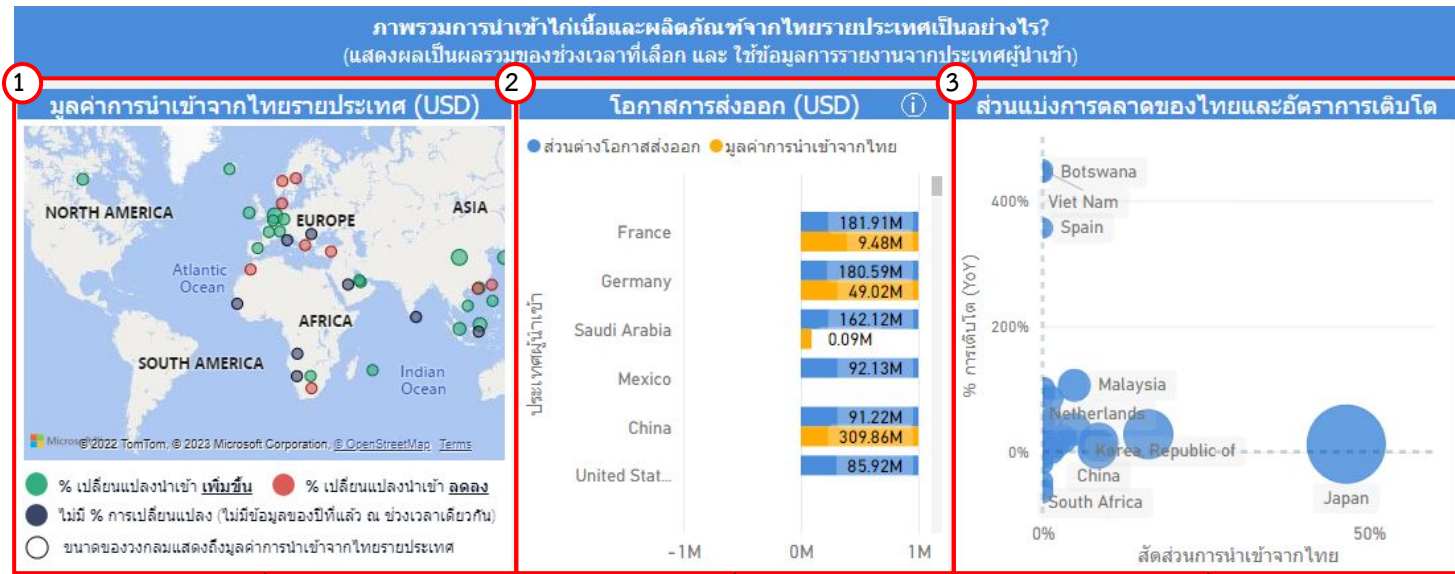 ภาพรวมการนำเข้าไก่เนื้อและผลิตภัณฑ์จากไทยรายประเทศเป็นอย่างไร?
(แสดงผลเป็นผลรวมของช่วงเวลาที่เลือก และ ใช้ข้อมูลการรายงานจากประเทศผู้นำเข้า)
1
มูลค่าการนำเข้าจากไทยรายประเทศ (USD)
NORTH AMERICA
EUROPE
ASIA
Atlantic
Ocean
AFRICA
SOUTH AMERICA
Indian
Ocean
© 2022 TomTom, © 2023 Microsoft Corporation, © OpenStreetMap Terms
% เปลี่ยนแปลงนำเข้า เพิ่มขึ้น % เปลี่ยนแปลงนำเข้า ลดลง
ไม่มี % การเปลี่ยนแปลง (ไม่มีข้อมูลของปีที่แล้ว ณ ช่วงเวลาเดียวกัน)
ขนาดของวงกลมแสดงถึงมูลค่าการนำเข้าจากไทยรายประเทศ
2
โอกาสการส่งออก (USD)
ส่วนต่างโอกาสส่งออก มูลค่าการนำเข้าจากไทย
ประเทศผู้นำเข้า
France 181.91M
9.48M
Germany 180.59M
49.02M
Saudi Arabia 162.12M
0.09M
Mexico 92.13M
China 91.22M
309.86M
United Stat... 85.92M
-1M 0M 1M
3
ส่วนแบ่งการตลาดของไทยและอัตราการเติบโต
% การเติบโต (YoY)
400%
200%
0%
Botswana
Viet Nam
Spain
Malaysia
Netherlands
Korea, Republic of
China
South Africa
Japan
0% 50%
สัดส่วนการนำเข้าจากไทย